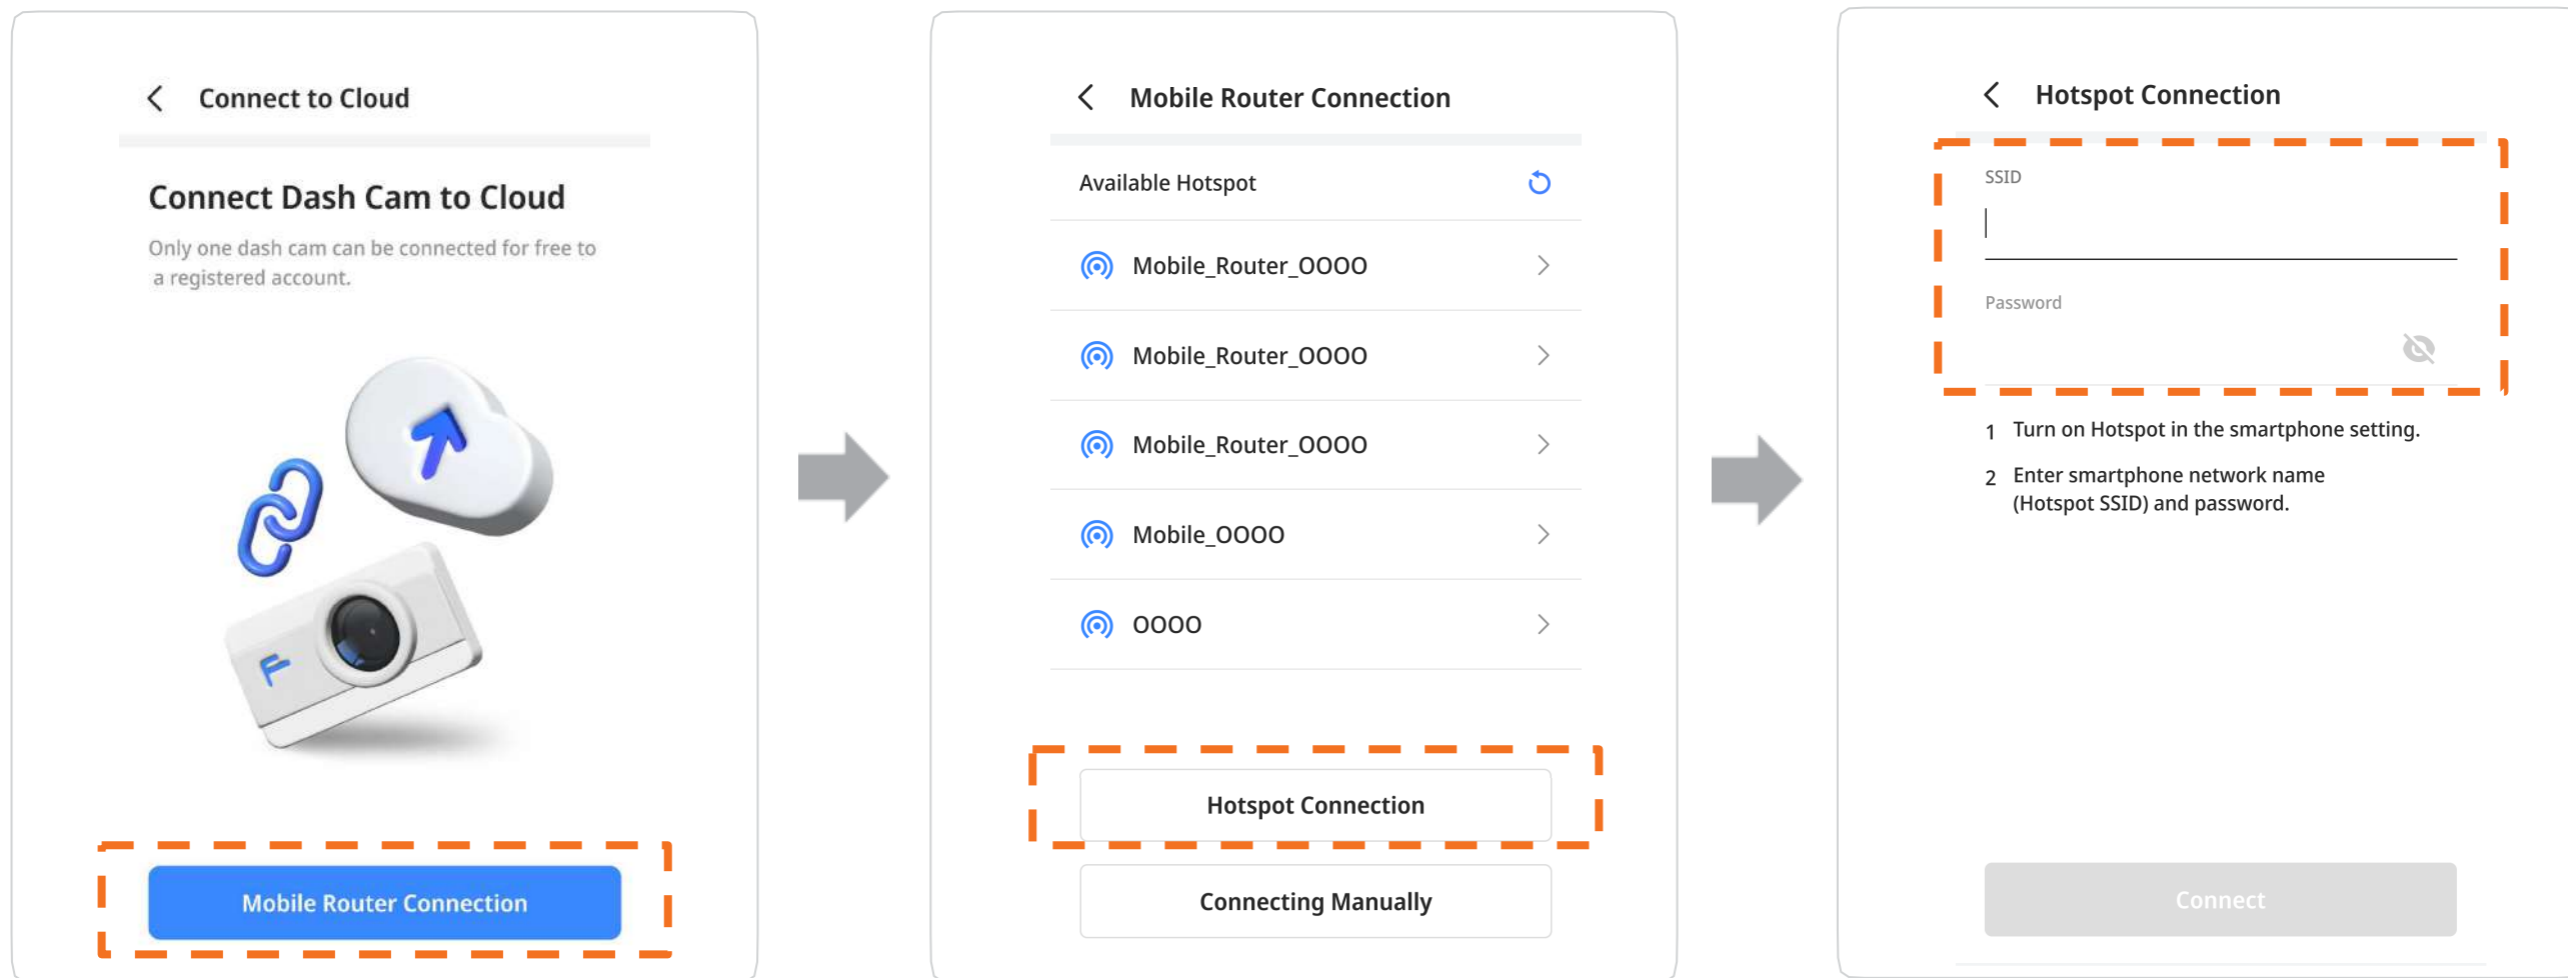 Connect to Cloud
Connect Dash Cam to Cloud
Only one dash cam can be connected for free to
a registered account.
F
Mobile Router Connection
Mobile Router Connection
Available Hotspot
Mobile_Router_OOOO
Mobile_Router_OOOO
Mobile_Router_OOOO
Mobile_OOOO
OOOO
Hotspot Connection
Connecting Manually
Hotspot Connection
SSID
Password
1 Turn on Hotspot in the smartphone setting.
2 Enter smartphone network name
(Hotspot SSID) and password.
Connect